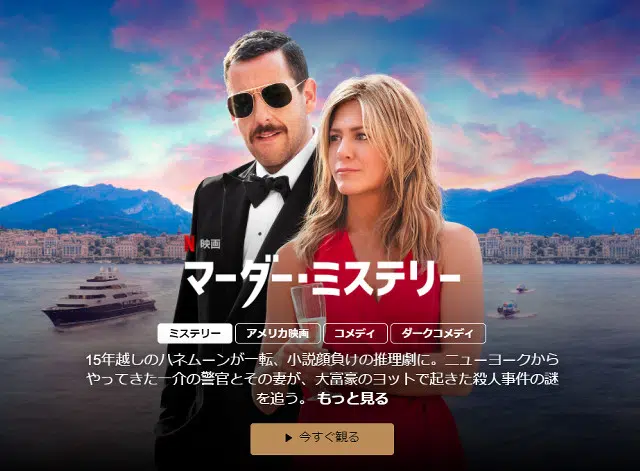 N 映画
マーダー・ミステリー
ミステリー アメリカ映画 コメディ ダークコメディ
15年越しのハネムーンが一転、小説顔負けの推理劇に。ニューヨークから
やってきた一介の警官とその妻が、大富豪のヨットで起きた殺人事件の謎
を追う。 もっと見る
今すぐ観る